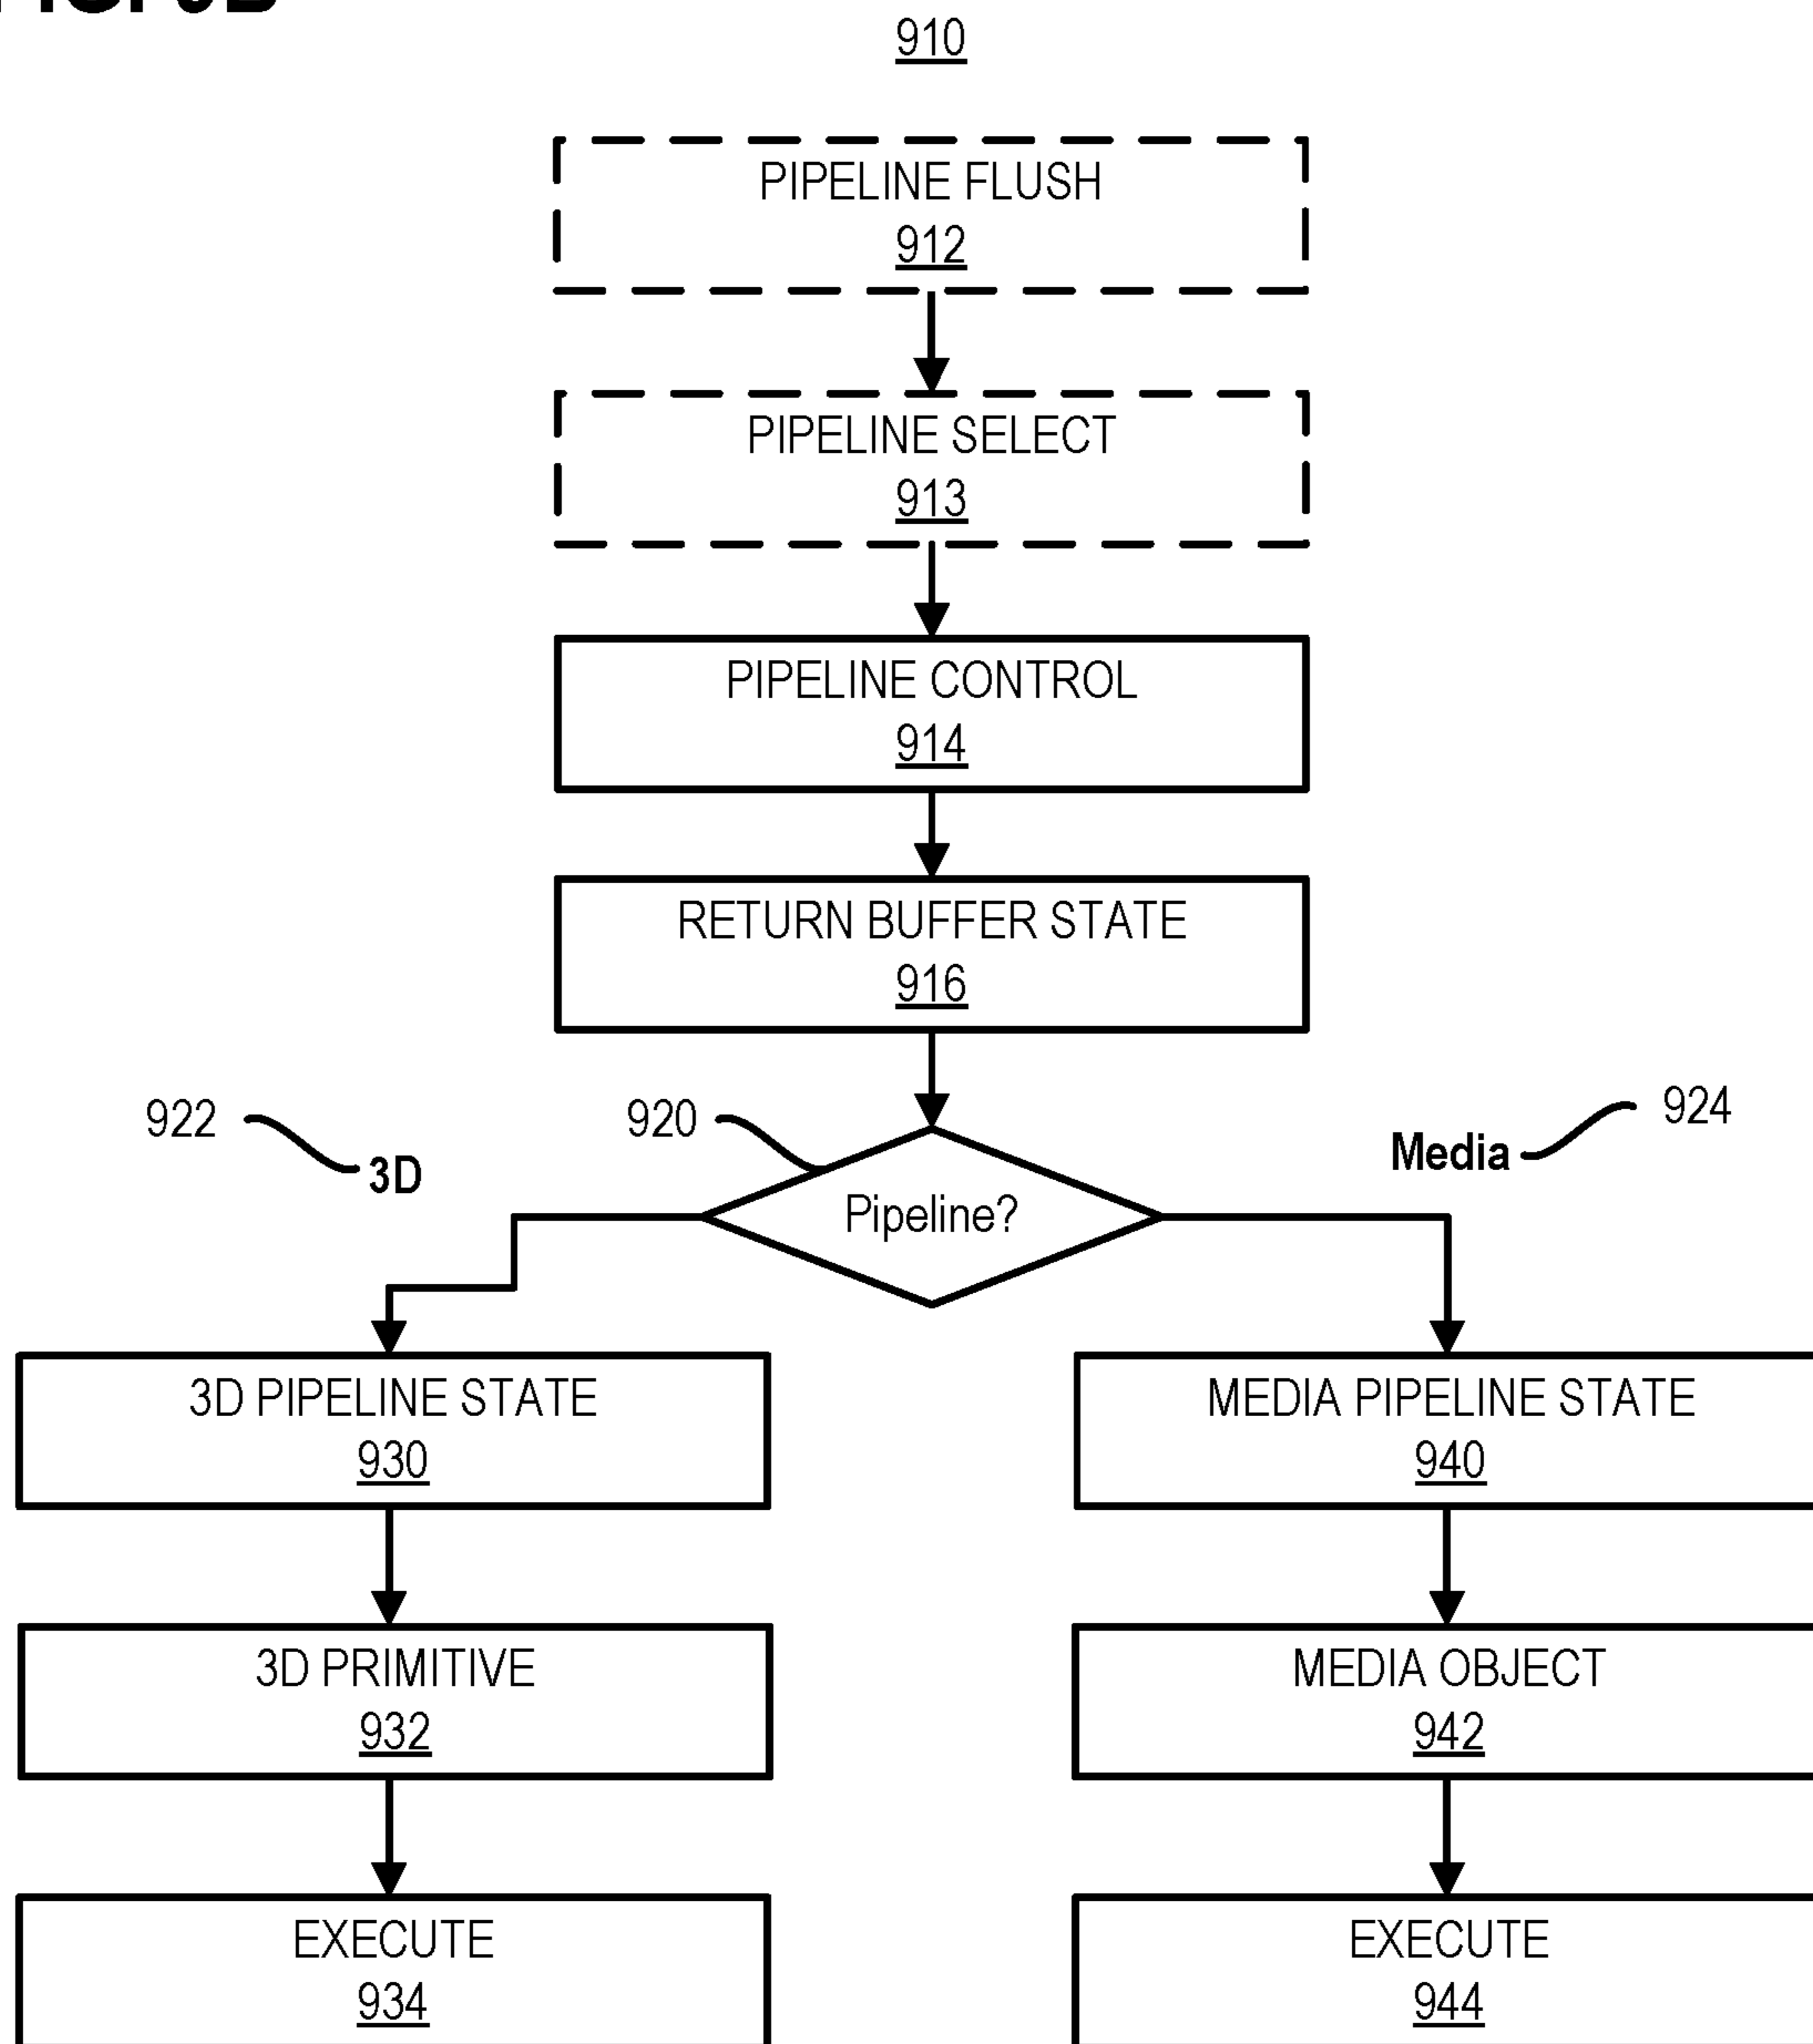 910
PIPELINE FLUSH
912
PIPELINE SELECT
913
PIPELINE CONTROL
914
RETURN BUFFER STATE
916
922
920
924
3D
Media
Pipeline?
3D PIPELINE STATE
930
MEDIA PIPELINE STATE
940
3D PRIMITIVE
932
MEDIA OBJECT
942
EXECUTE
934
EXECUTE
944